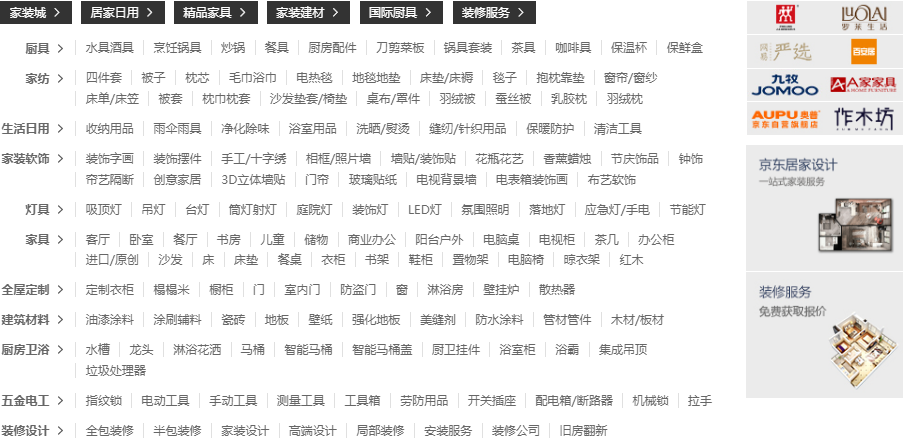 家装城 > 居家日用 > 精品家具 > 家装建材 > 国际厨具 > 装修服务 >
厨具 > 水具酒具 烹饪锅具 炒锅 餐具 厨房配件 刀剪菜板 锅具套装 茶具 咖啡具 保温杯 保鲜盒
家纺 > 四件套 被子 枕芯 毛巾浴巾 电热毯 地毯地垫 床垫/床褥 毯子 抱枕靠垫 窗帘/窗纱
床单/床笠 被套 枕巾枕套 沙发垫套/椅垫 桌布/罩件 羽绒被 蚕丝被 乳胶枕 羽绒枕
生活日用 > 收纳用品 雨伞雨具 净化除味 浴室用品 洗晒/熨烫 缝纫/针织用品 保暖防护 清洁工具
家装软饰 > 装饰字画 装饰摆件 手工/十字绣 相框/照片墙 墙贴/装饰贴 花瓶花艺 香薰蜡烛 节庆饰品 钟饰
帘艺隔断 创意家居 3D立体墙贴 门帘 玻璃贴纸 电视背景墙 电表箱装饰画 布艺软饰
灯具 > 吸顶灯 吊灯 台灯 筒灯射灯 庭院灯 装饰灯 LED灯 氛围照明 落地灯 应急灯/手电 节能灯
家具 > 客厅 卧室 餐厅 书房 儿童 储物 商业办公 阳台户外 电脑桌 电视柜 茶几 办公柜
进口/原创 沙发 床 床垫 餐桌 衣柜 书架 鞋柜 置物架 电脑椅 晾衣架 红木
全屋定制 > 定制衣柜 榻榻米 橱柜 门 室内门 防盗门 窗 淋浴房 壁挂炉 散热器
建筑材料 > 油漆涂料 涂刷辅料 瓷砖 地板 壁纸 强化地板 美缝剂 防水涂料 管材管件 木材/板材
厨房卫浴 > 水槽 龙头 淋浴花洒 马桶 智能马桶 智能马桶盖 厨卫挂件 浴室柜 浴霸 集成吊顶
垃圾处理器
五金电工 > 指纹锁 电动工具 手动工具 测量工具 工具箱 劳防用品 开关插座 配电箱/断路器 机械锁 拉手
装修设计 > 全包装修 半包装修 家装设计 高端设计 局部装修 安装服务 装修公司 旧房翻新
LUOLAI
罗莱生活
网易严选
百安居
九牧
JOMOO
A家家具
A HOME FURNITURE
AUPU奥普
京东自营旗舰店
作木坊
京东居家设计
一站式家装服务
装修服务
免费获取报价